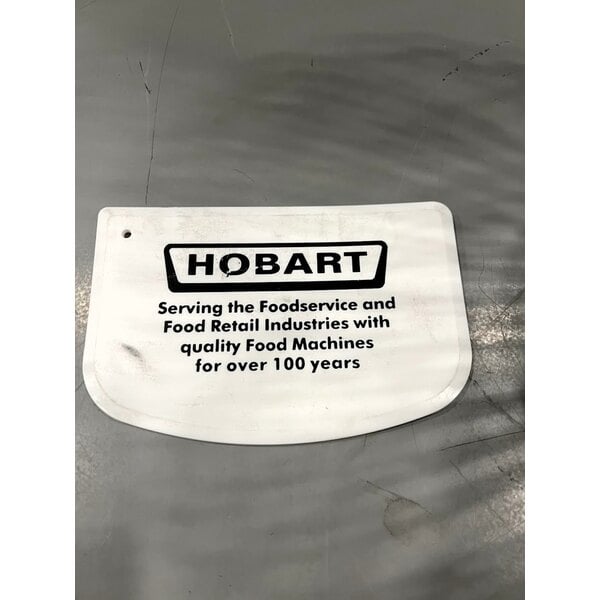 HOBART
Serving the Foodservice and
Food Retail Industries with
quality Food Machines
for over 100 years